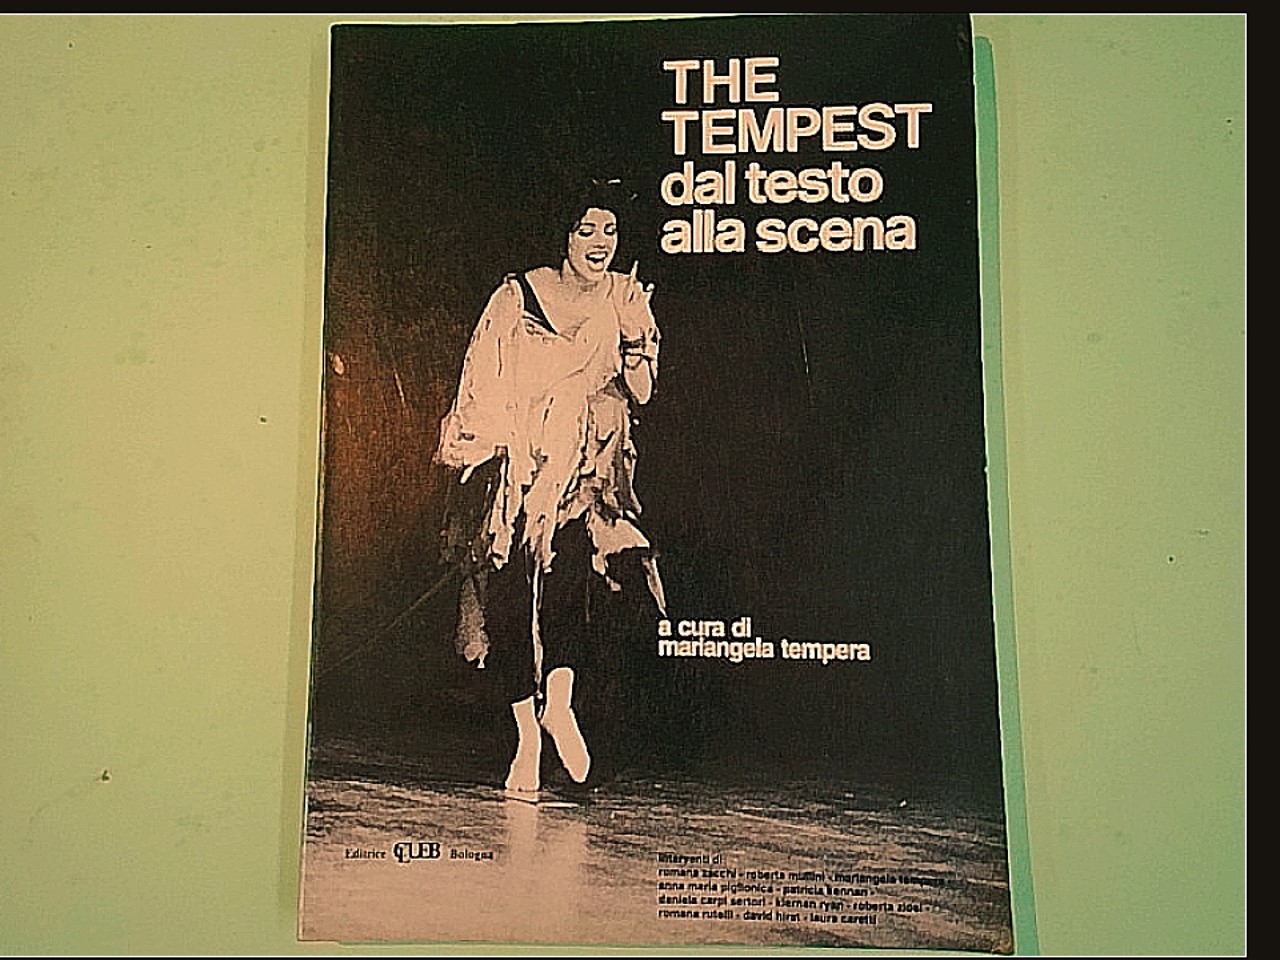 THE
TEMPEST
dal testo
alla scena
a cura di
mariangela tempera
Editrice CLUEB Bologna
interventi di:
romana zacchi - roberta mullini - mariangela tempera -
anna maria piglionica - patricia kennan -
daniela carpi sertori - kiernan ryan - roberta
romana rutelli - david hirst - laura caretti